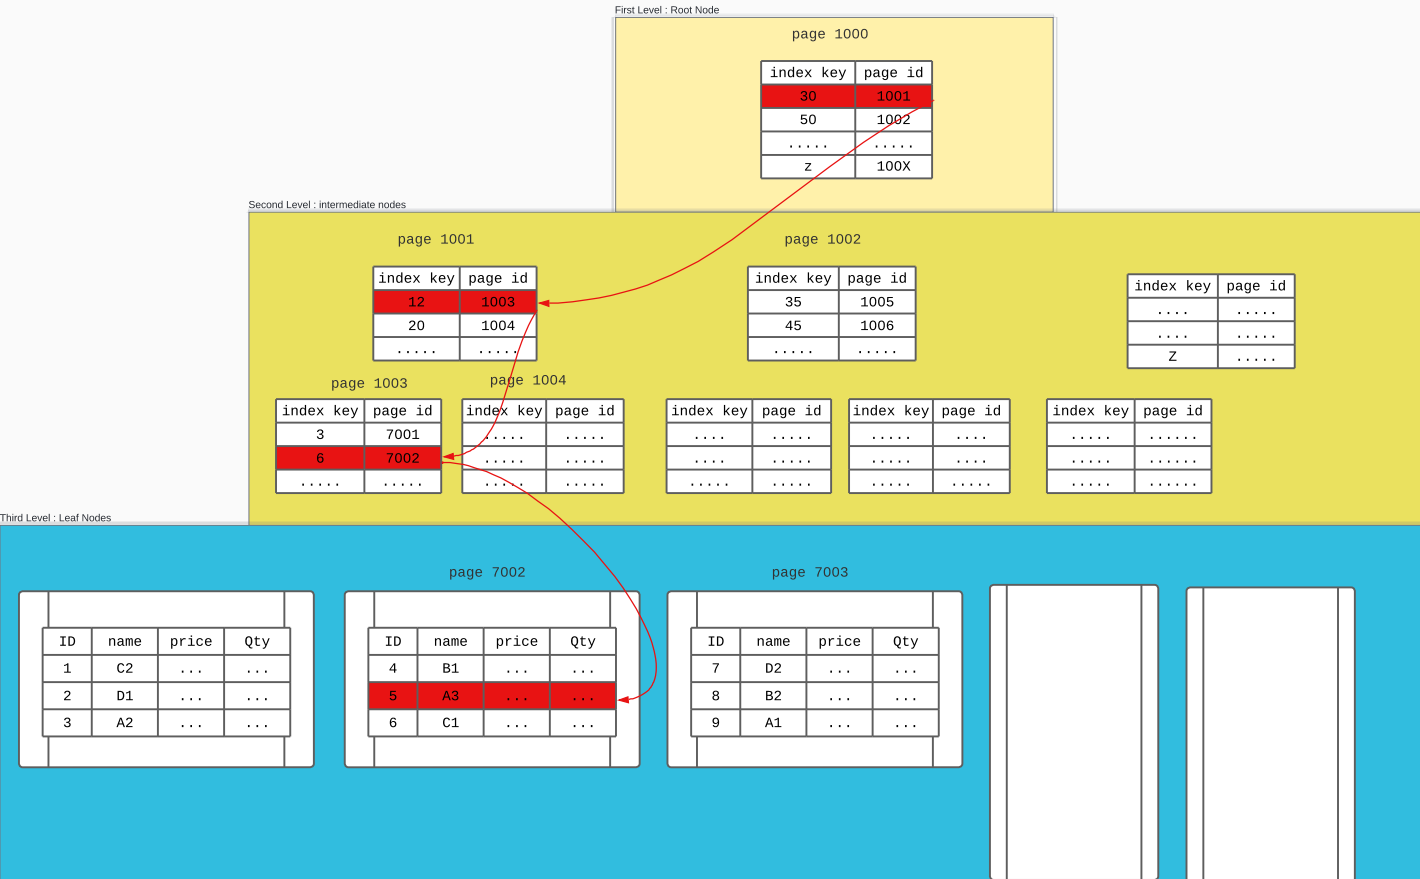 First Level : Root Node
page 1000
index key page id
30 1001
50 1002
..... .....
z 100X
Second Level : intermediate nodes
page 1001
index key page id
12 1003
20 1004
..... .....
page 1002
index key page id
35 1005
45 1006
..... .....
index key page id
.... .....
.... .....
Z .....
page 1003
index key page id
3 7001
6 7002
..... .....
page 1004
index key page id
..... .....
..... .....
..... .....
index key page id
.... .....
.... .....
..... .....
index key page id
..... ....
..... ....
..... .....
index key page id
..... ......
..... ......
..... ......
Third Level : Leaf Nodes
ID name price Qty
1 C2 ... ...
2 D1 ... ...
3 A2 ... ...
page 7002
ID name price Qty
4 B1 ... ...
5 A3 ... ...
6 C1 ... ...
page 7003
ID name price Qty
7 D2 ... ...
8 B2 ... ...
9 A1 ... ...